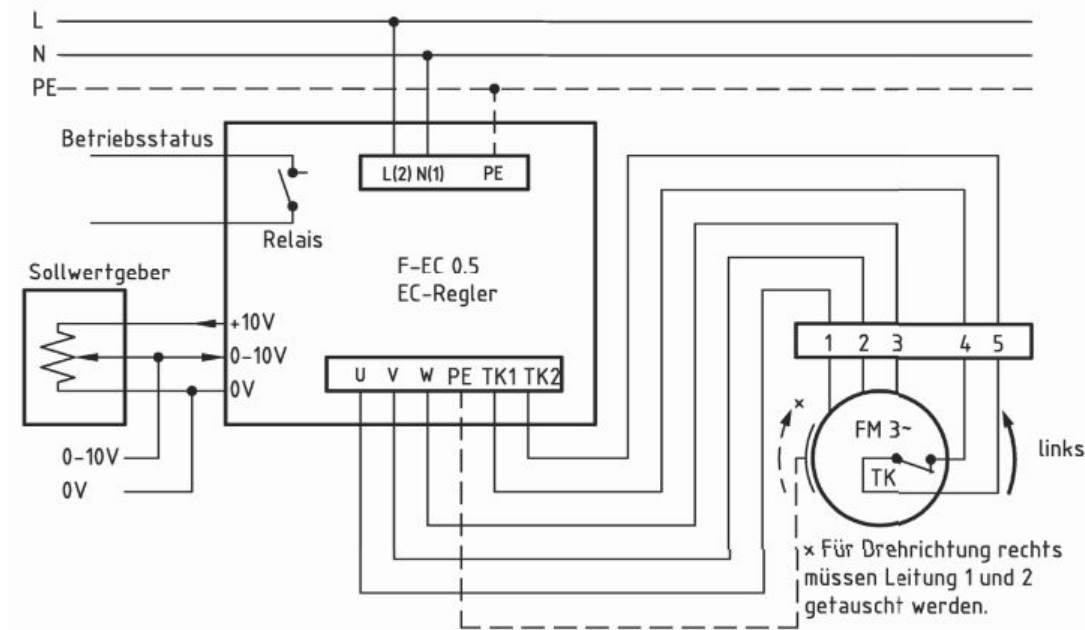 L
N
PE
Betriebsstatus
L(2) N(1) PE
Relais
Sollwertgeber
F-EC 0.5
EC-Regler
+10V
0-10V
0V
U V W PE TK1 TK2
0-10V
0V
1 2 3 4 5
×
FM 3~
TK
links
× Für Drehrichtung rechts
müssen Leitung 1 und 2
getauscht werden.